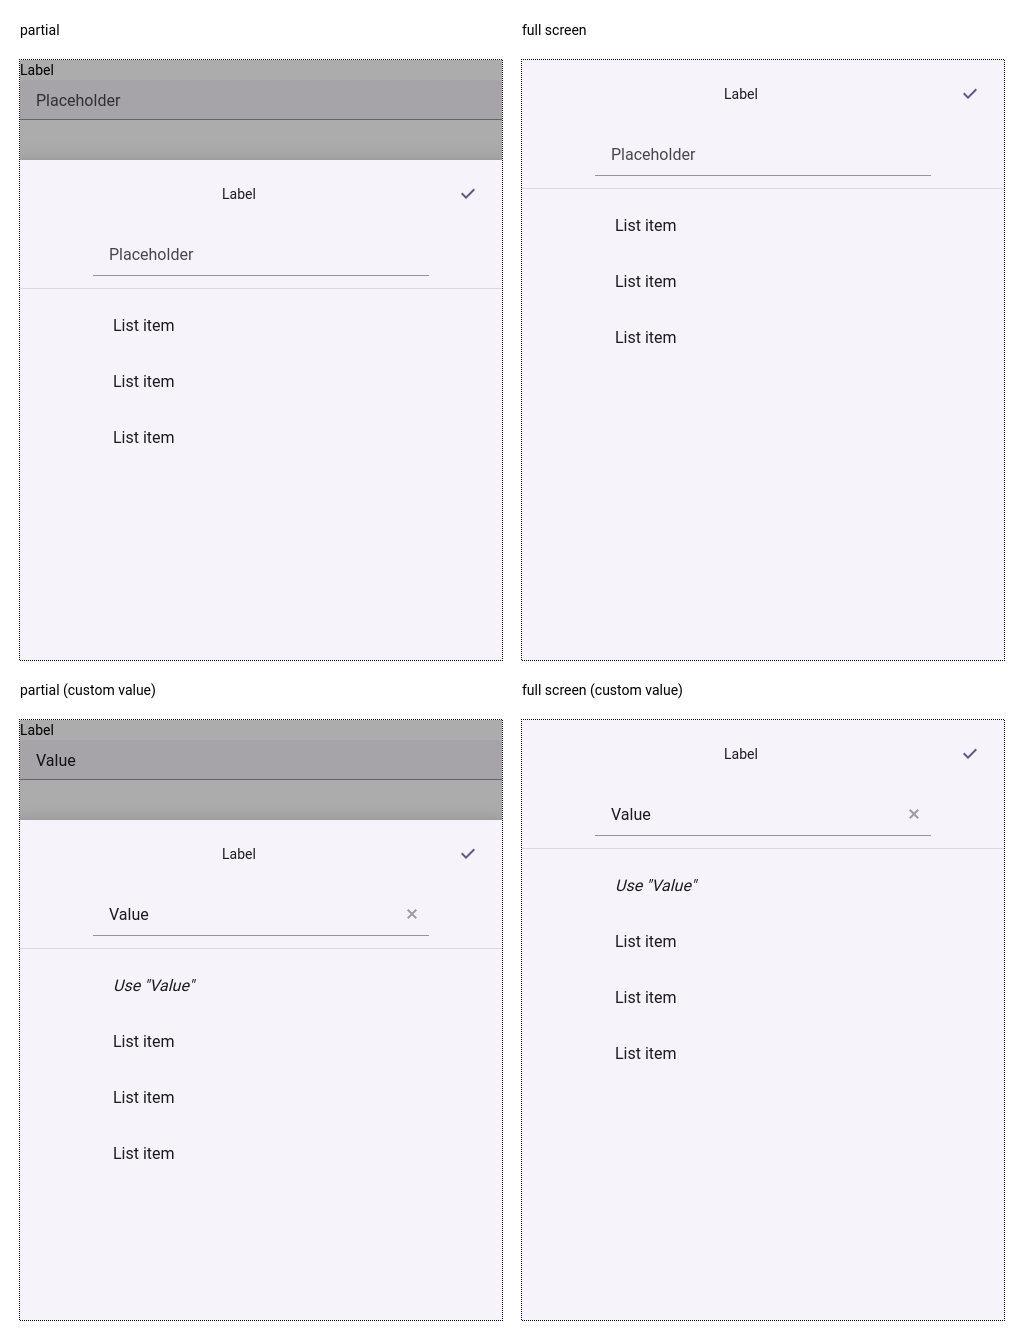 partial
Label
Placeholder
Label
Placeholder
List item
List item
List item
full screen
Label
Placeholder
List item
List item
List item
partial (custom value)
Label
Value
Label
Value
Use "Value"
List item
List item
List item
full screen (custom value)
Label
Value
Use "Value"
List item
List item
List item